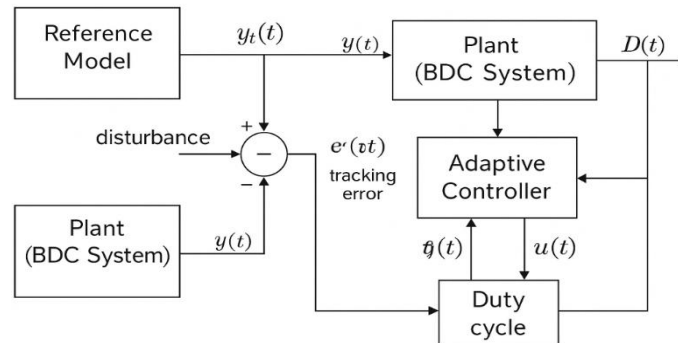 Reference
Model
y_t(t)
y(t)
Plant
(BDC System)
D(t)
disturbance
+
−
−
tracking
error
Adaptive
Controller
Plant
(BDC System)
y(t)
u(t)
Duty
cycle